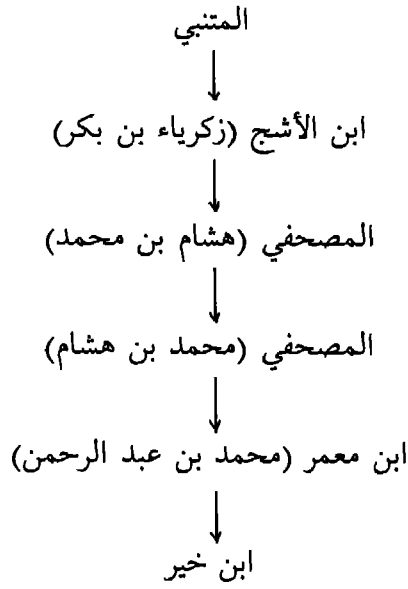 المتنبي
ابن الأشج (زكرياء بن بكر)
المصحفي (هشام بن محمد)
المصحفي (محمد بن هشام)
ابن معمر (محمد بن عبد الرحمن)
ابن خير